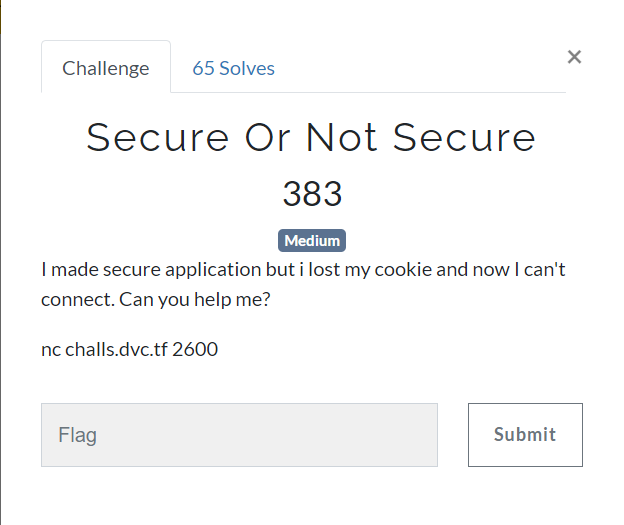 Challenge
65 Solves
×
Secure Or Not Secure
383
Medium
I made secure application but i lost my cookie and now I can't
connect. Can you help me?
nc challs.dvc.tf 2600
Flag
Submit